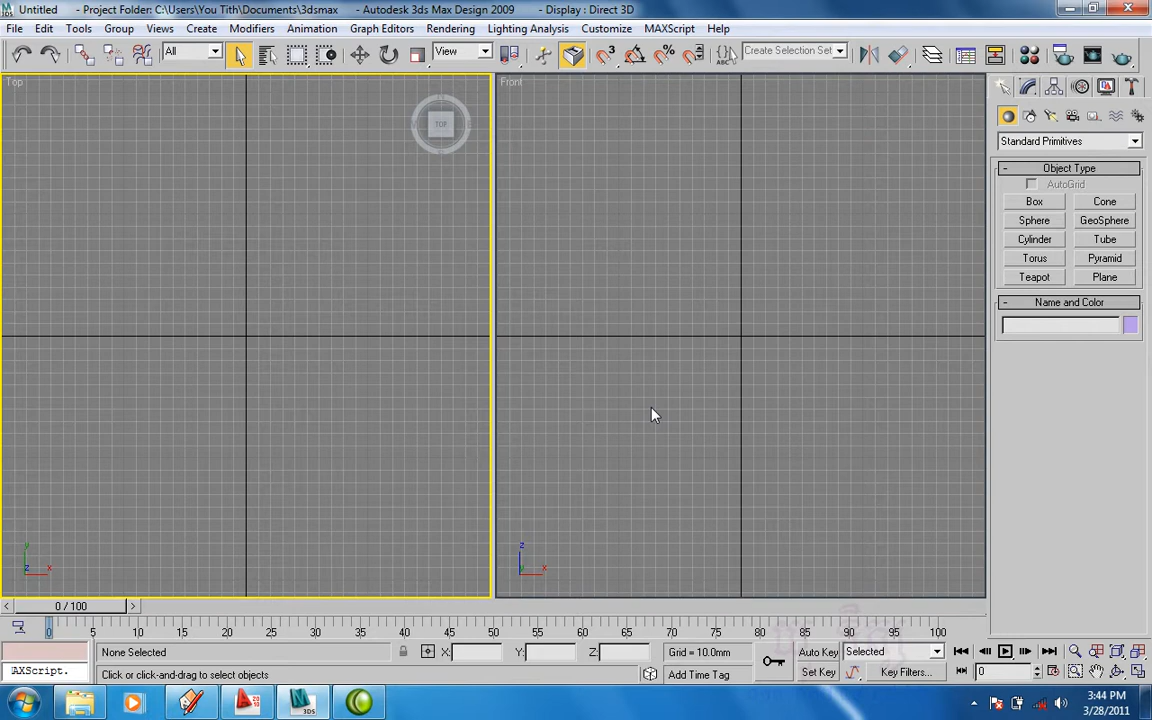 Untitled - Project Folder: C:\Users\You Tith\Documents\3dsmax - Autodesk 3ds Max Design 2009 - Display : Direct 3D
File Edit Tools Group Views Create Modifiers Animation Graph Editors Rendering Lighting Analysis Customize MAXScript Help
All View Create Selection Set
Top
TOP
Front
Standard Primitives
- Object Type
AutoGrid
Box Cone
Sphere GeoSphere
Cylinder Tube
Torus Pyramid
Teapot Plane
- Name and Color
y
z x
z
y x
< 0 / 100 >
0 5 10 15 20 25 30 35 40 45 50 55 60 65 70 75 80 85 90 95 100
None Selected X: Y: Z: Grid = 10.0mm Auto Key Selected
AXScript. Click or click-and-drag to select objects Add Time Tag Set Key Key Filters... 0
3:44 PM
3/28/2011